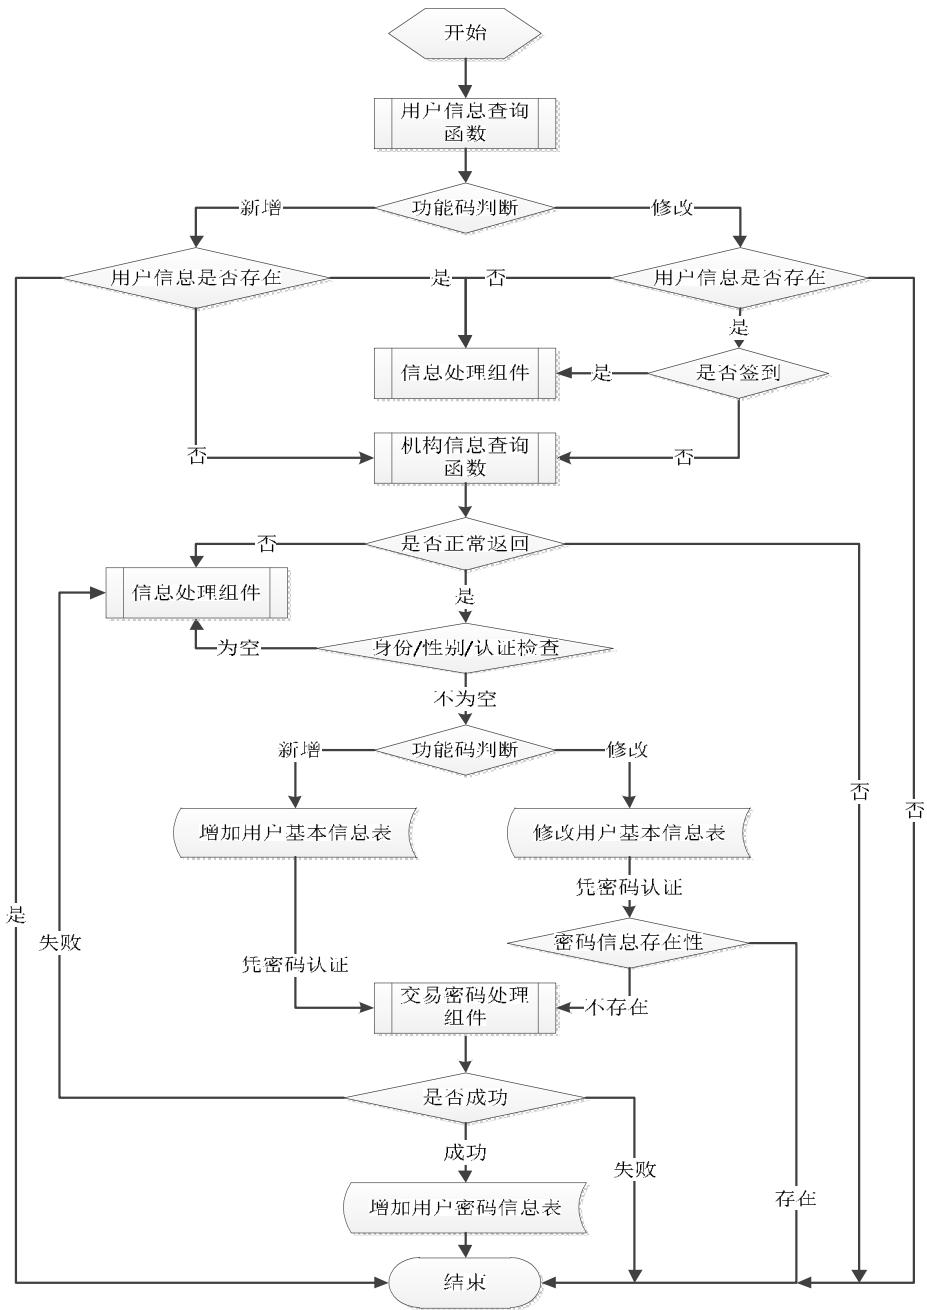 开始
用户信息查询
函数
新增
功能码判断
修改
用户信息是否存在
是
否
用户信息是否存在
是
信息处理组件
是
是否签到
机构信息查询
函数
否
否
否
是否正常返回
信息处理组件
是
为空
身份/性别/认证检查
不为空
新增
功能码判断
修改
否
否
增加用户基本信息表
修改用户基本信息表
凭密码认证
是
失败
密码信息存在性
凭密码认证
交易密码处理
组件
不存在
是否成功
成功
失败
存在
增加用户密码信息表
结束